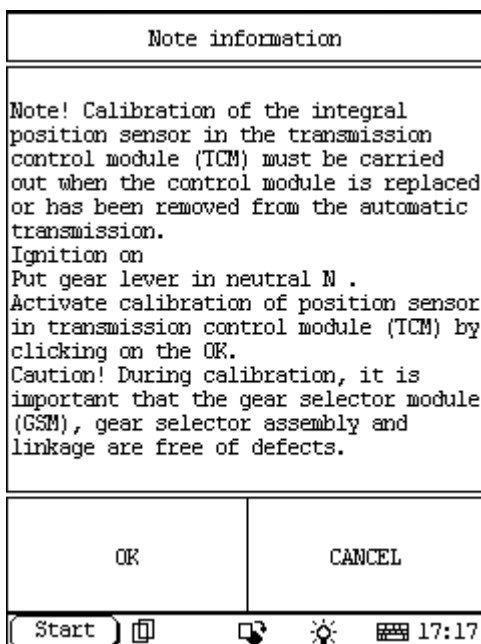 Note information
Note! Calibration of the integral
position sensor in the transmission
control module (TCM) must be carried
out when the control module is replaced
or has been removed from the automatic
transmission.
Ignition on
Put gear lever in neutral N .
Activate calibration of position sensor
in transmission control module (TCM) by
clicking on the OK.
Caution! During calibration, it is
important that the gear selector module
(GSM), gear selector assembly and
linkage are free of defects.
OK
CANCEL
Start
17:17